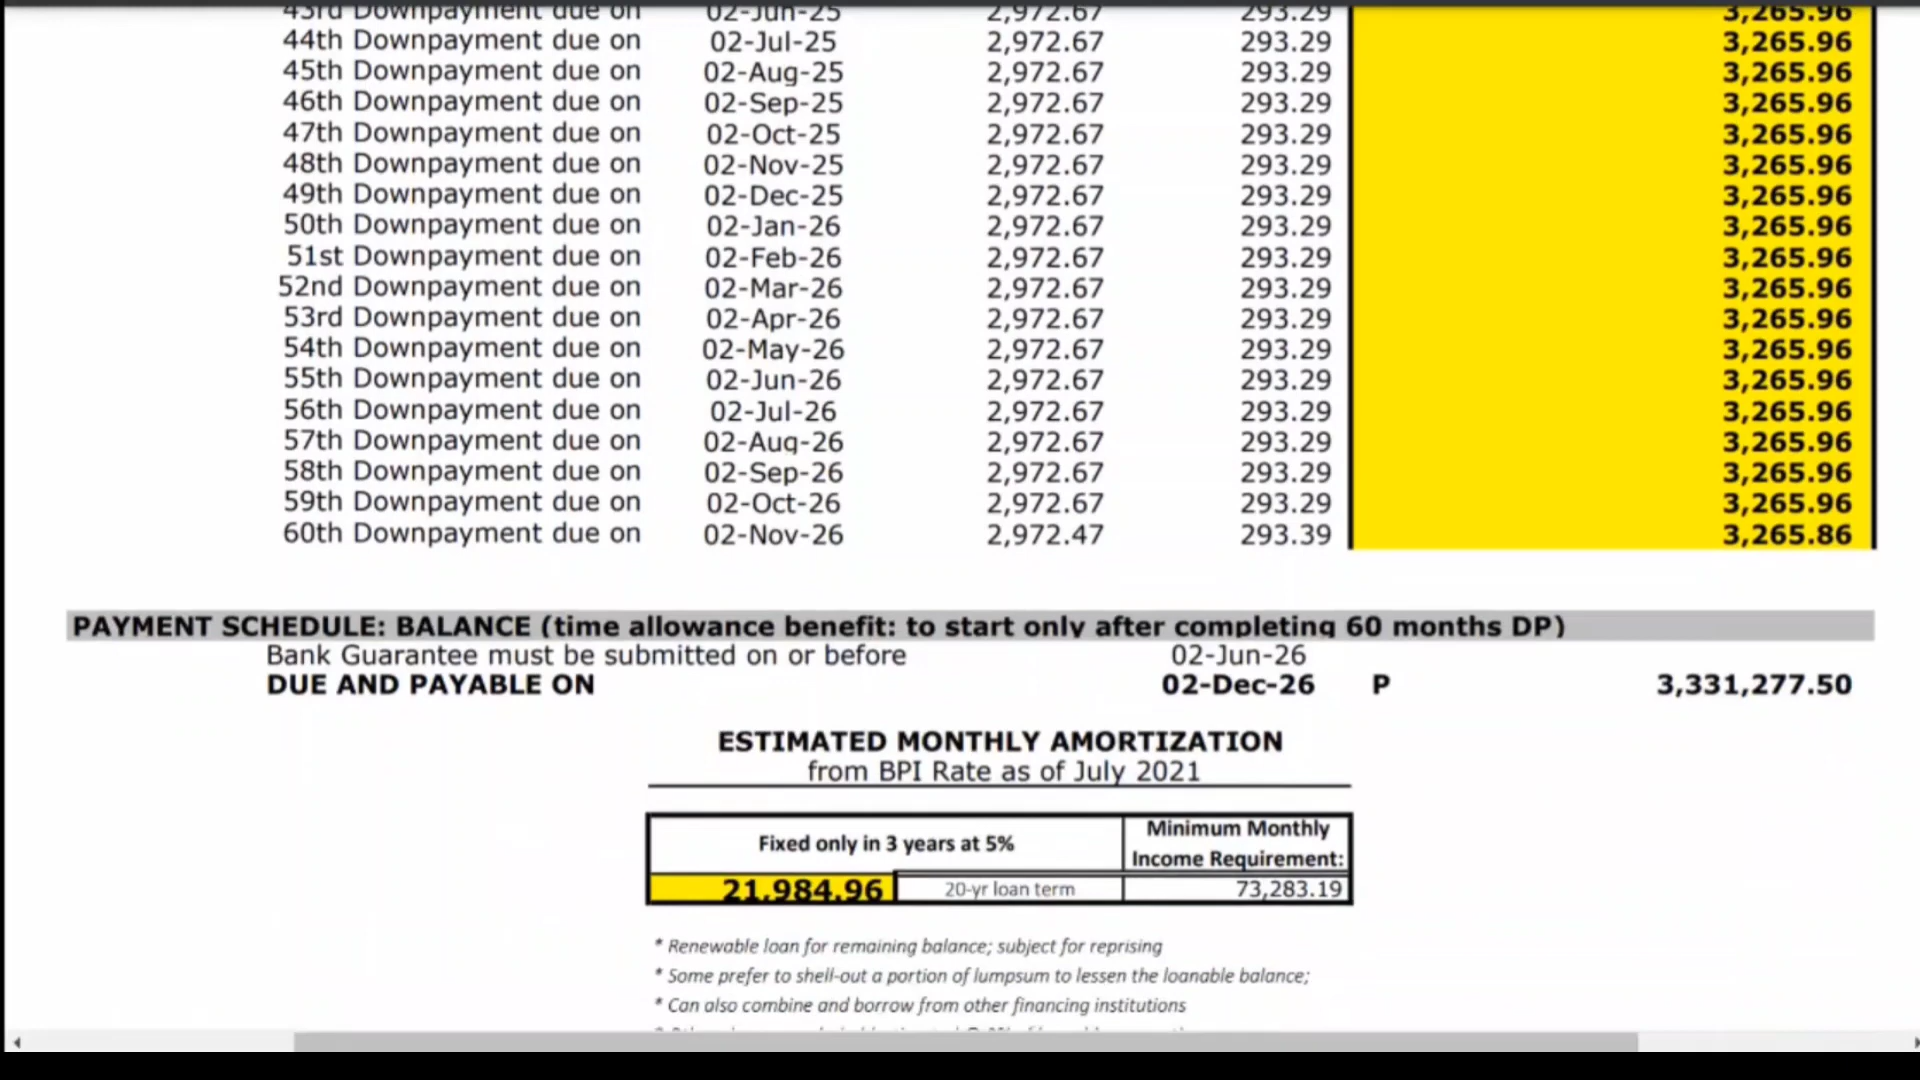 43rd Downpayment due on 02-Jun-25 2,972.67 293.29 3,265.96
44th Downpayment due on 02-Jul-25 2,972.67 293.29 3,265.96
45th Downpayment due on 02-Aug-25 2,972.67 293.29 3,265.96
46th Downpayment due on 02-Sep-25 2,972.67 293.29 3,265.96
47th Downpayment due on 02-Oct-25 2,972.67 293.29 3,265.96
48th Downpayment due on 02-Nov-25 2,972.67 293.29 3,265.96
49th Downpayment due on 02-Dec-25 2,972.67 293.29 3,265.96
50th Downpayment due on 02-Jan-26 2,972.67 293.29 3,265.96
51st Downpayment due on 02-Feb-26 2,972.67 293.29 3,265.96
52nd Downpayment due on 02-Mar-26 2,972.67 293.29 3,265.96
53rd Downpayment due on 02-Apr-26 2,972.67 293.29 3,265.96
54th Downpayment due on 02-May-26 2,972.67 293.29 3,265.96
55th Downpayment due on 02-Jun-26 2,972.67 293.29 3,265.96
56th Downpayment due on 02-Jul-26 2,972.67 293.29 3,265.96
57th Downpayment due on 02-Aug-26 2,972.67 293.29 3,265.96
58th Downpayment due on 02-Sep-26 2,972.67 293.29 3,265.96
59th Downpayment due on 02-Oct-26 2,972.67 293.29 3,265.96
60th Downpayment due on 02-Nov-26 2,972.47 293.39 3,265.86
PAYMENT SCHEDULE: BALANCE (time allowance benefit: to start only after completing 60 months DP)
Bank Guarantee must be submitted on or before 02-Jun-26
DUE AND PAYABLE ON 02-Dec-26 P 3,331,277.50
ESTIMATED MONTHLY AMORTIZATION
from BPI Rate as of July 2021
Fixed only in 3 years at 5% Minimum Monthly
Income Requirement:
21,984.96 20-yr loan term 73,283.19
* Renewable loan for remaining balance; subject for reprising
* Some prefer to shell-out a portion of lumpsum to lessen the loanable balance;
* Can also combine and borrow from other financing institutions